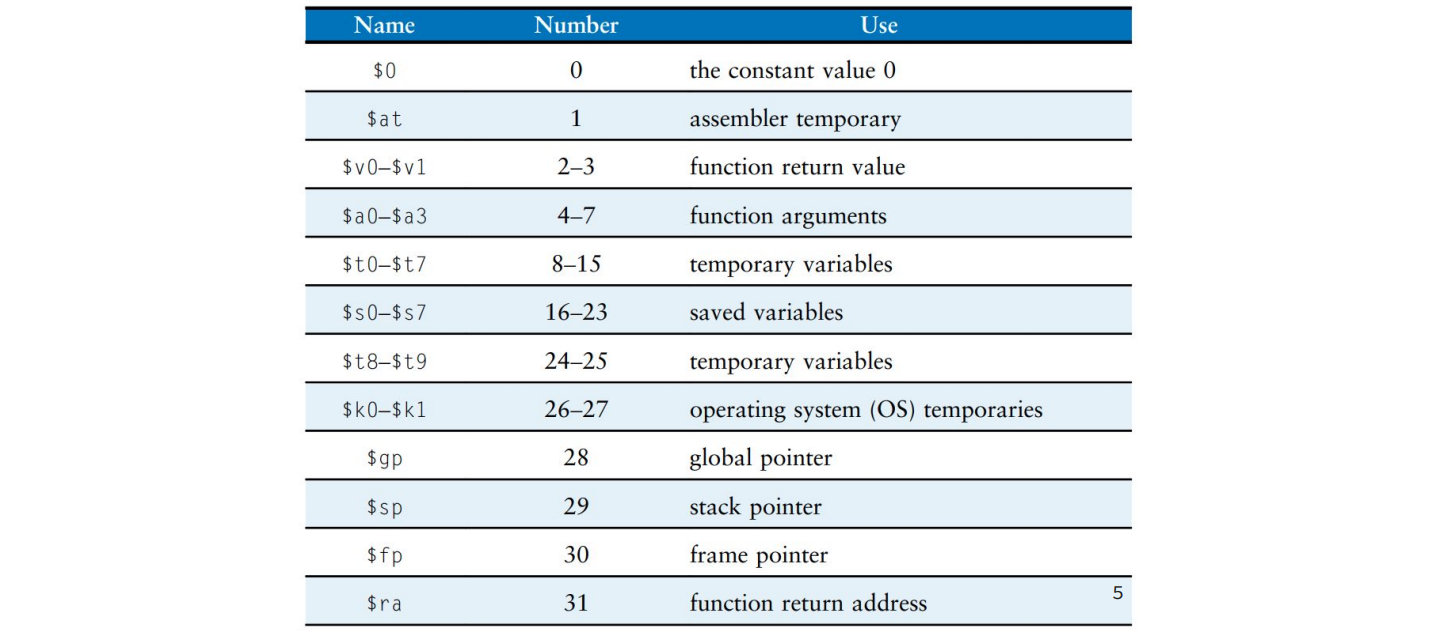 Name Number Use
$0 0 the constant value 0
$at 1 assembler temporary
$v0–$v1 2–3 function return value
$a0–$a3 4–7 function arguments
$t0–$t7 8–15 temporary variables
$s0–$s7 16–23 saved variables
$t8–$t9 24–25 temporary variables
$k0–$k1 26–27 operating system (OS) temporaries
$gp 28 global pointer
$sp 29 stack pointer
$fp 30 frame pointer
$ra 31 function return address
5